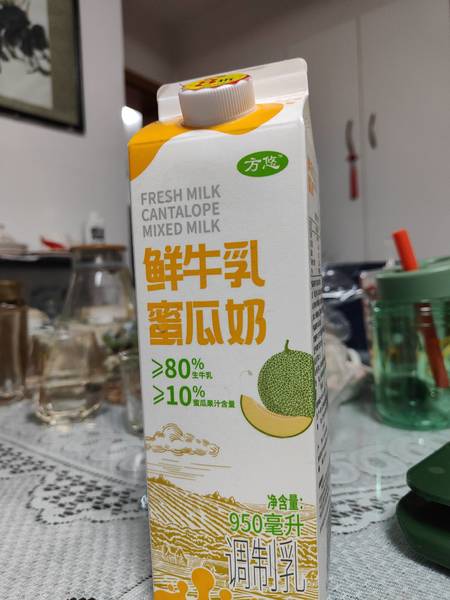 方悠
FRESH MILK
CANTALOPE
MIXED MILK
鲜牛乳
蜜瓜奶
≥80%
生牛乳
≥10%
蜜瓜果汁含量
净含量:
950毫升
调制乳